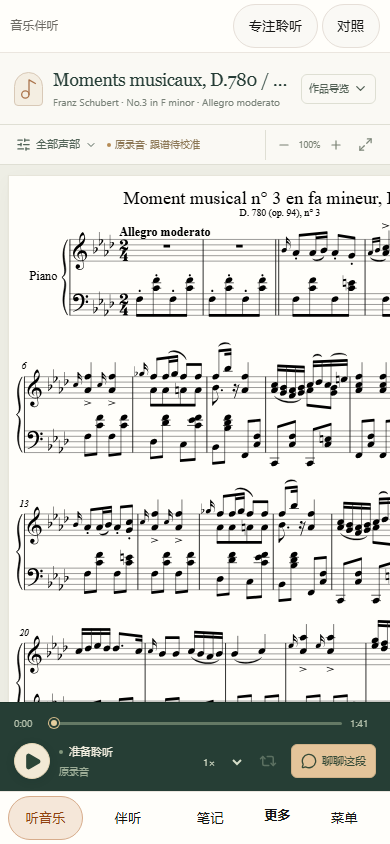 音乐伴听
专注聆听
对照
Moments musicaux, D.780 / ...
Franz Schubert · No.3 in F minor · Allegro moderato
作品导览
全部声部
原录音·跟谱待校准
100%
Moment musical n° 3 en fa mineur,
D. 780 (op. 94), n° 3
Allegro moderato
Piano
6
13
20
0:00
1:41
准备聆听
原录音
1×
聊聊这段
听音乐
伴听
笔记
更多
菜单